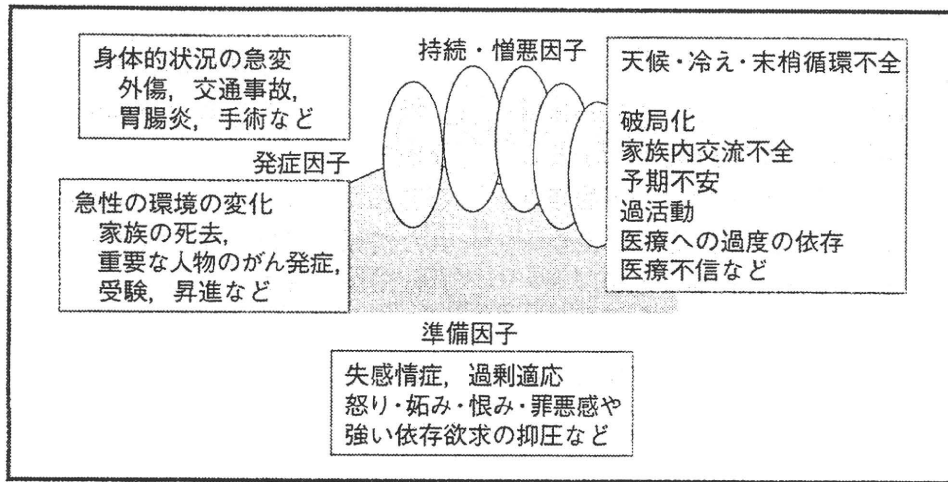 身体的状況の急変
外傷，交通事故，
胃腸炎，手術など
発症因子
急性の環境の変化
家族の死去，
重要な人物のがん発症，
受験，昇進など
持続・憎悪因子
天候・冷え・末梢循環不全
破局化
家族内交流不全
予期不安
過活動
医療への過度の依存
医療不信など
準備因子
失感情症，過剰適応
怒り・妬み・恨み・罪悪感や
強い依存欲求の抑圧など